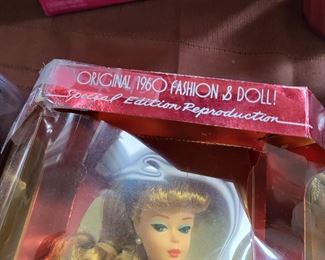 ORIGINAL 1960 FASHION & DOLL!
Special Edition Reproduction